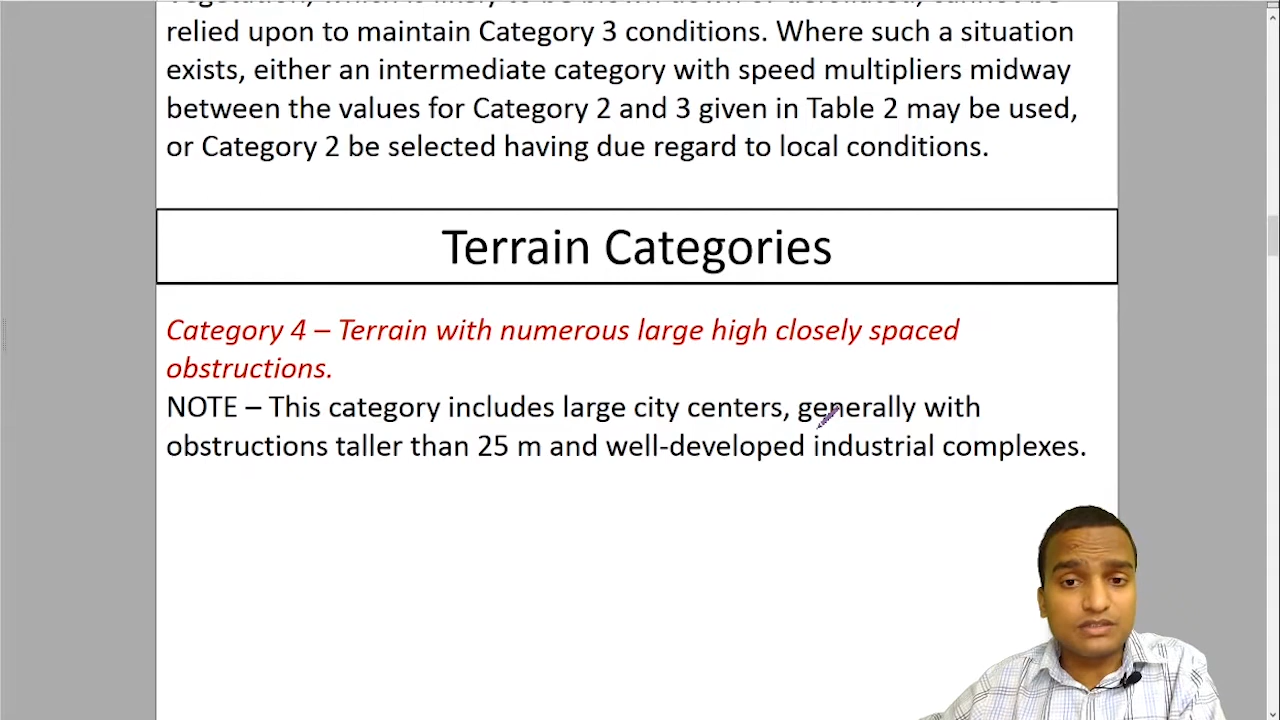 relied upon to maintain Category 3 conditions. Where such a situation
exists, either an intermediate category with speed multipliers midway
between the values for Category 2 and 3 given in Table 2 may be used,
or Category 2 be selected having due regard to local conditions.
Terrain Categories
Category 4 – Terrain with numerous large high closely spaced
obstructions.
NOTE – This category includes large city centers, generally with
obstructions taller than 25 m and well-developed industrial complexes.